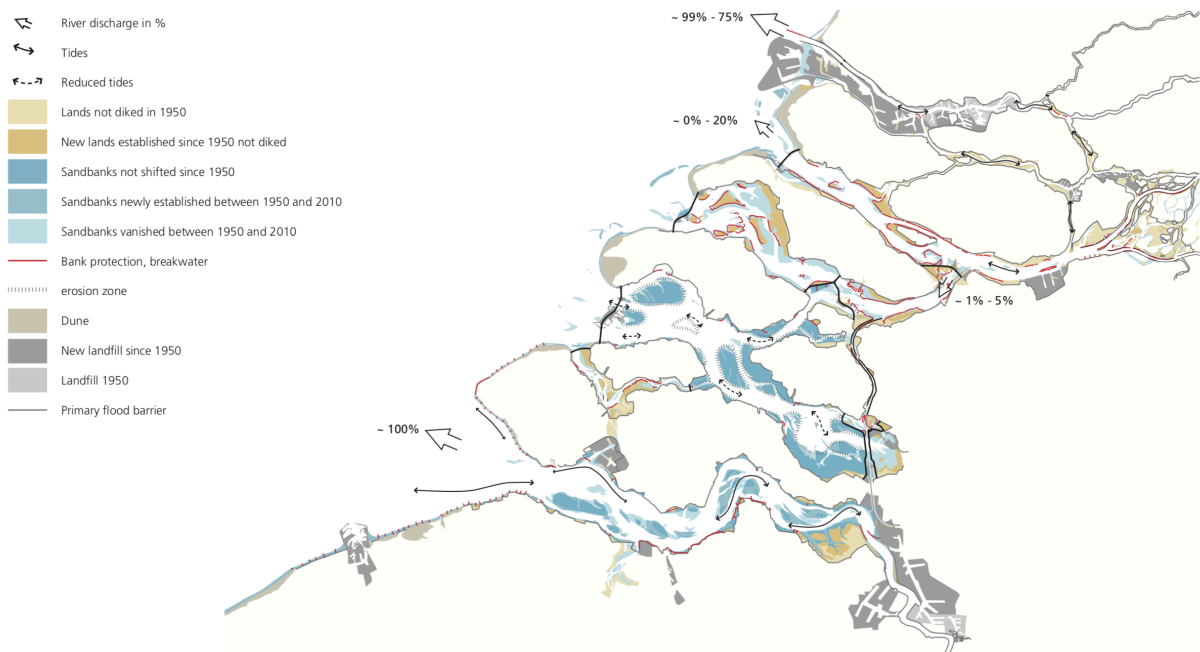 River discharge in %
Tides
Reduced tides
Lands not diked in 1950
New lands established since 1950 not diked
Sandbanks not shifted since 1950
Sandbanks newly established between 1950 and 2010
Sandbanks vanished between 1950 and 2010
Bank protection, breakwater
erosion zone
Dune
New landfill since 1950
Landfill 1950
Primary flood barrier
~ 99% - 75%
~ 0% - 20%
~ 1% - 5%
~ 100%